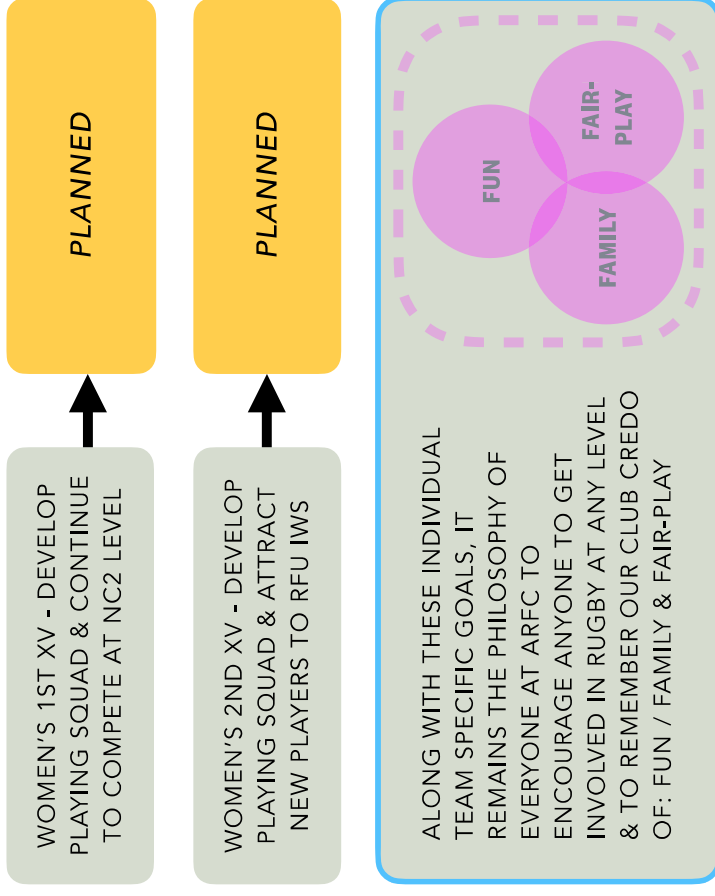 WOMEN'S 1ST XV - DEVELOP
PLAYING SQUAD & CONTINUE
TO COMPETE AT NC2 LEVEL
PLANNED
WOMEN'S 2ND XV - DEVELOP
PLAYING SQUAD & ATTRACT
NEW PLAYERS TO RFU IWS
PLANNED
ALONG WITH THESE INDIVIDUAL
TEAM SPECIFIC GOALS, IT
REMAINS THE PHILOSOPHY OF
EVERYONE AT ARFC TO
ENCOURAGE ANYONE TO GET
INVOLVED IN RUGBY AT ANY LEVEL
& TO REMEMBER OUR CLUB CREDO
OF: FUN / FAMILY & FAIR-PLAY
FUN
FAMILY
FAIR-
PLAY